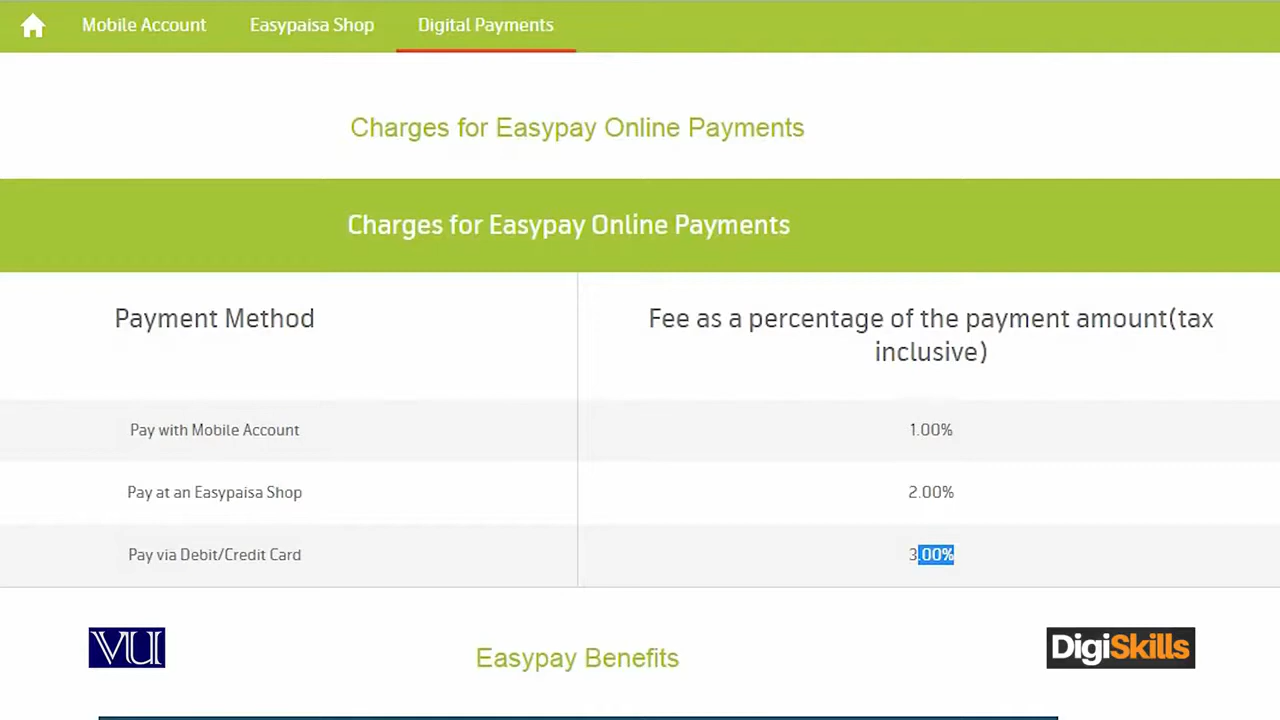 Mobile Account Easypaisa Shop Digital Payments
Charges for Easypay Online Payments
Charges for Easypay Online Payments
Payment Method
Fee as a percentage of the payment amount(tax
inclusive)
Pay with Mobile Account 1.00%
Pay at an Easypaisa Shop 2.00%
Pay via Debit/Credit Card 3.00%
VU
Easypay Benefits
DigiSkills